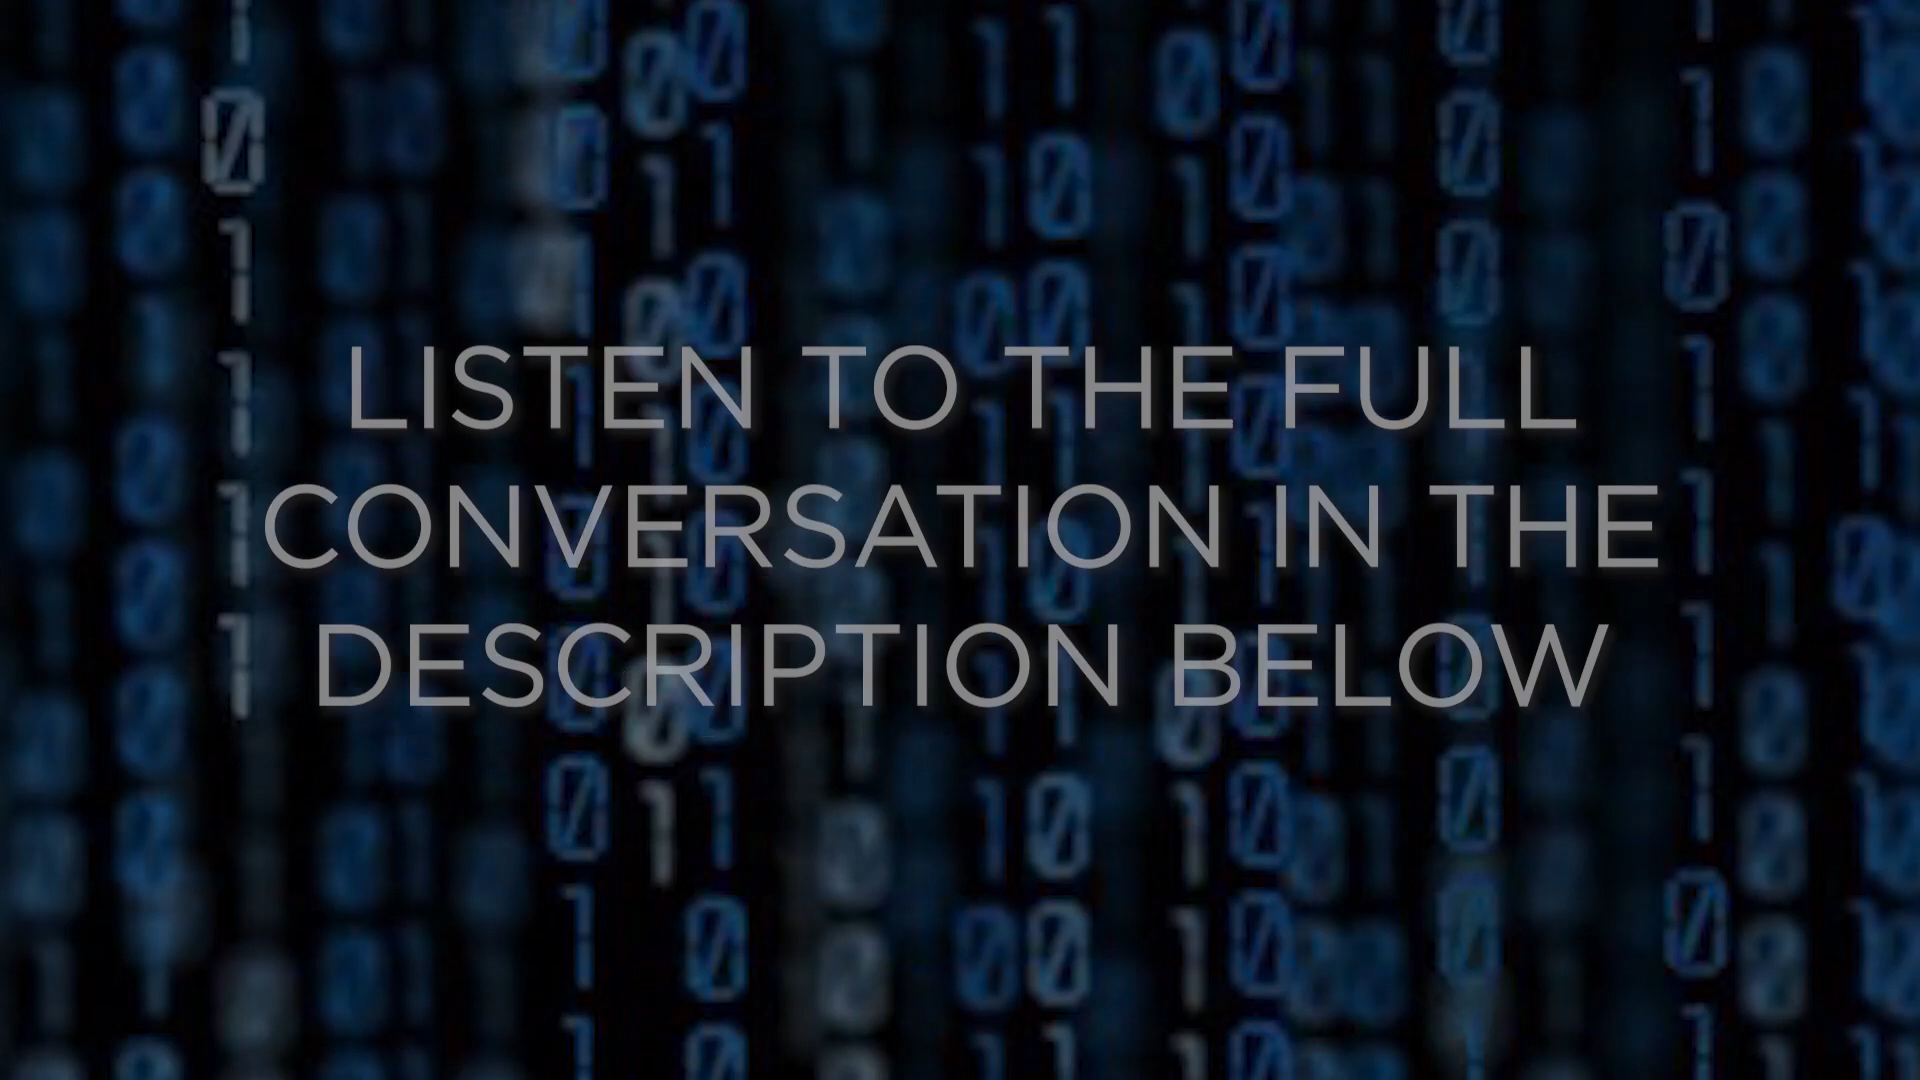 LISTEN TO THE FULL
CONVERSATION IN THE
DESCRIPTION BELOW